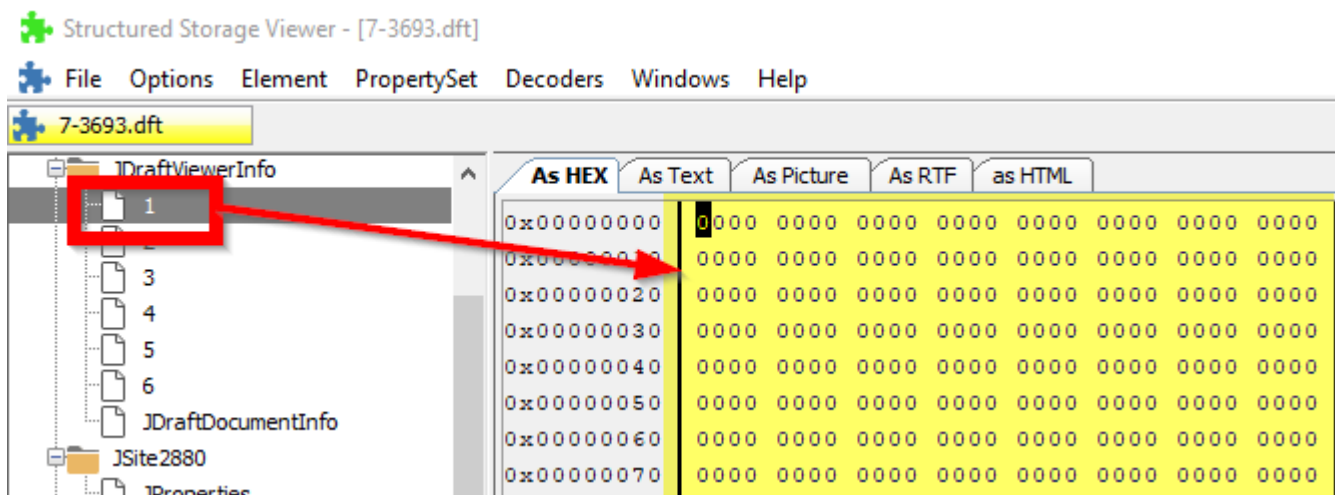 Structured Storage Viewer - [7-3693.dft]
File Options Element PropertySet Decoders Windows Help
7-3693.dft
JDraftViewerInfo
1
2
3
4
5
6
JDraftDocumentInfo
JSite2880
JProperties
As HEX As Text As Picture As RTF as HTML
0x00000000 0000 0000 0000 0000 0000 0000 0000 0000
0000 0000 0000 0000 0000 0000 0000 0000
0x00000020 0000 0000 0000 0000 0000 0000 0000 0000
0x00000030 0000 0000 0000 0000 0000 0000 0000 0000
0x00000040 0000 0000 0000 0000 0000 0000 0000 0000
0x00000050 0000 0000 0000 0000 0000 0000 0000 0000
0x00000060 0000 0000 0000 0000 0000 0000 0000 0000
0x00000070 0000 0000 0000 0000 0000 0000 0000 0000